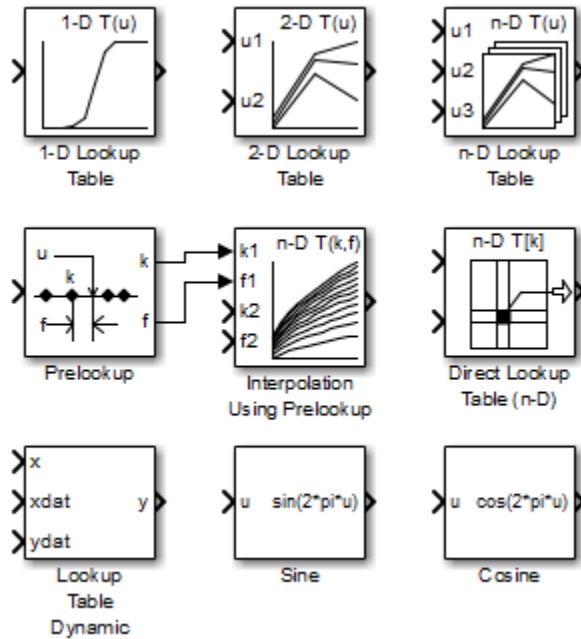 1-D T(u)
1-D Lookup
Table
2-D T(u)
u1
u2
2-D Lookup
Table
n-D T(u)
u1
u2
u3
n-D Lookup
Table
u
k
k
f
f
Prelookup
n-D T(k,f)
k1
f1
k2
f2
Interpolation
Using Prelookup
n-D T[k]
Direct Lookup
Table (n-D)
x
xdat
y
ydat
Lookup
Table
Dynamic
u sin(2*pi*u)
Sine
u cos(2*pi*u)
Cosine